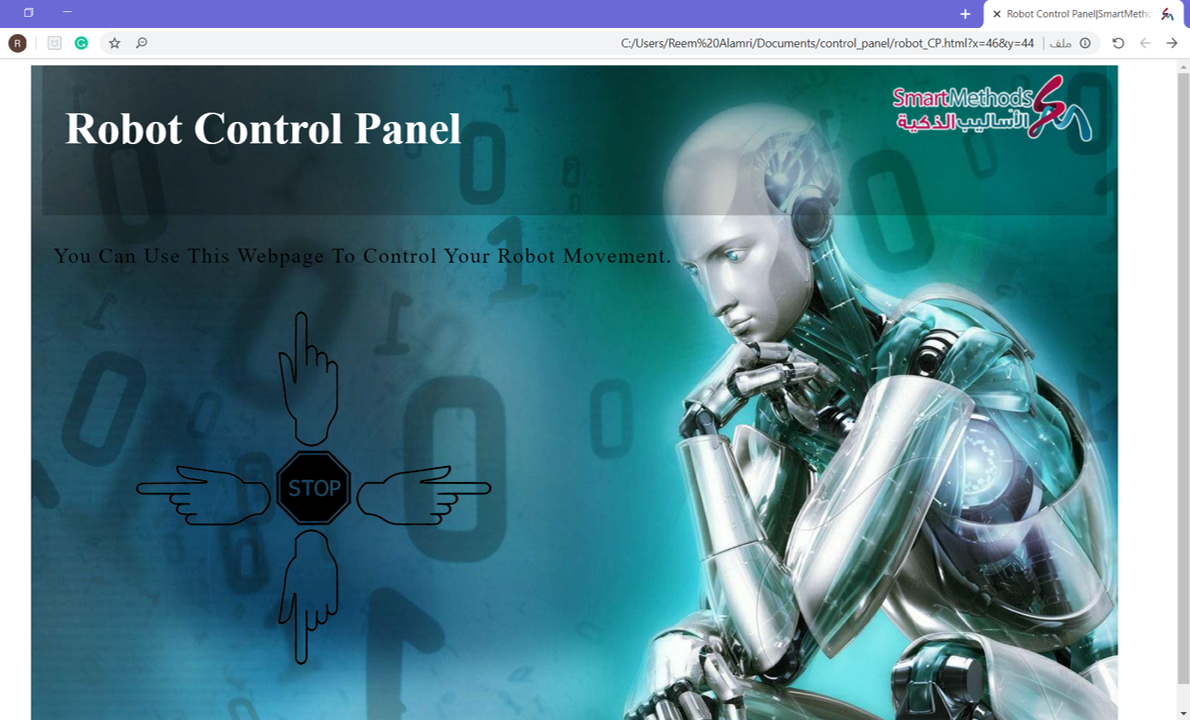 Robot Control Panel|SmartMetho
R
C:/Users/Reem%20Alamri/Documents/control_panel/robot_CP.html?x=46&y=44
ملف
SmartMethods
الأساليب الذكية
Robot Control Panel
You Can Use This Webpage To Control Your Robot Movement.
STOP